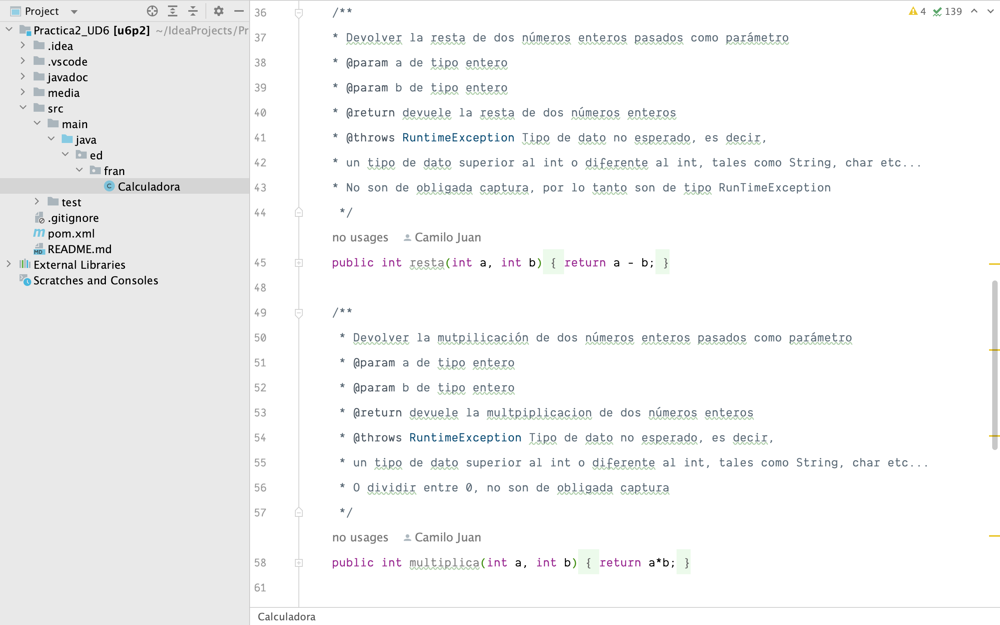 Project
Practica2_UD6 [u6p2] ~/IdeaProjects/Pr
.idea
.vscode
javadoc
media
src
main
java
ed
fran
C Calculadora
test
.gitignore
m pom.xml
MD README.md
External Libraries
Scratches and Consoles
4 139
36 /**
37 * Devolver la resta de dos números enteros pasados como parámetro
38 * @param a de tipo entero
39 * @param b de tipo entero
40 * @return devuele la resta de dos números enteros
41 * @throws RuntimeException Tipo de dato no esperado, es decir,
42 * un tipo de dato superior al int o diferente al int, tales como String, char etc...
43 * No son de obligada captura, por lo tanto son de tipo RunTimeException
44 */
no usages Camilo Juan
45 public int resta(int a, int b) { return a - b; }
48
49 /**
50 * Devolver la mutpilicación de dos números enteros pasados como parámetro
51 * @param a de tipo entero
52 * @param b de tipo entero
53 * @return devuele la multpiplicacion de dos números enteros
54 * @throws RuntimeException Tipo de dato no esperado, es decir,
55 * un tipo de dato superior al int o diferente al int, tales como String, char etc...
56 * O dividir entre 0, no son de obligada captura
57 */
no usages Camilo Juan
58 public int multiplica(int a, int b) { return a*b; }
61
Calculadora